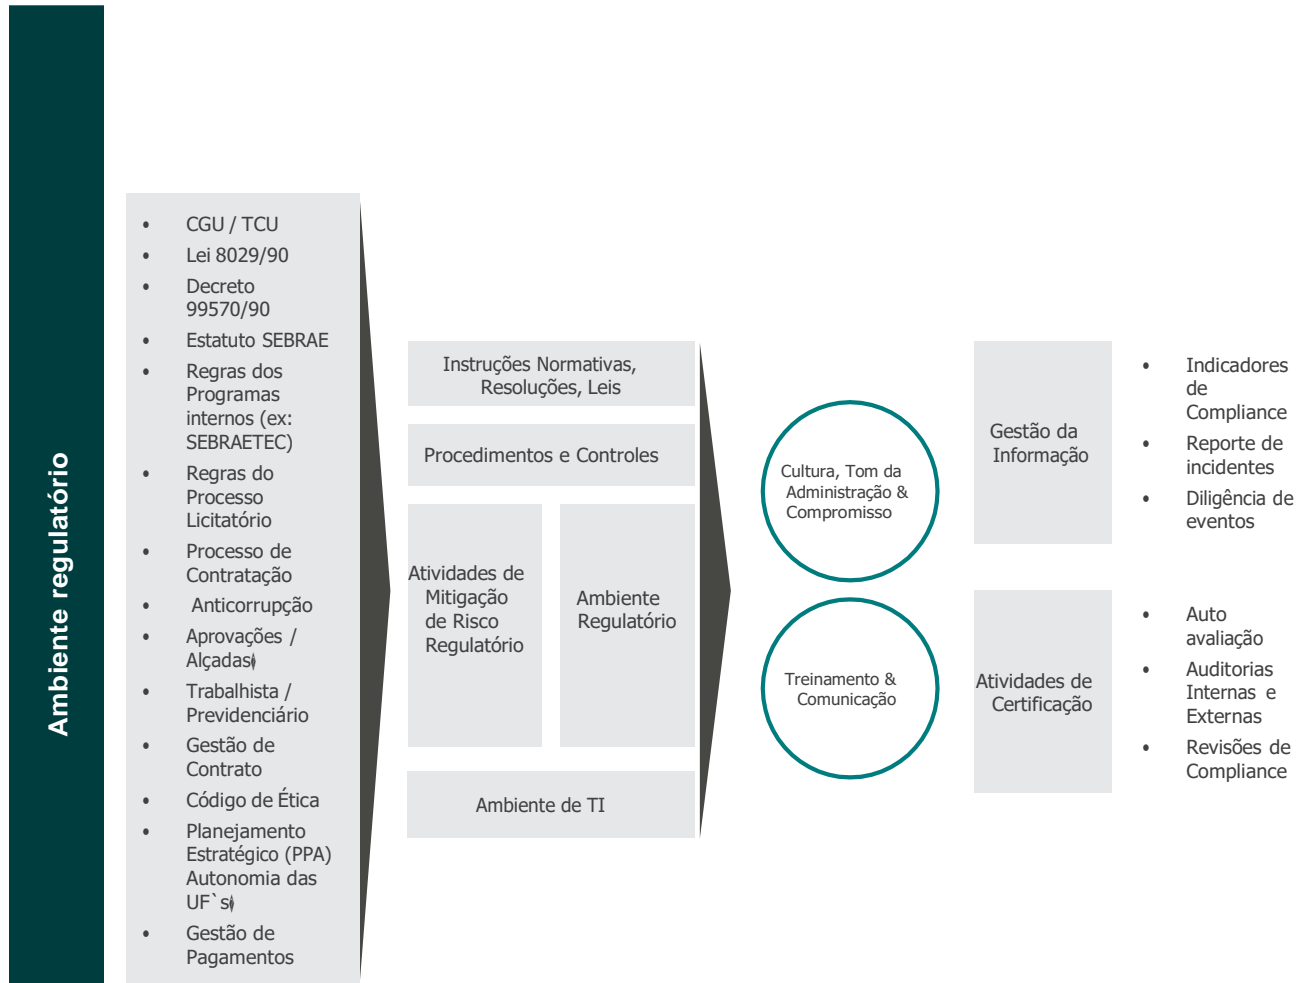 Ambiente regulatório
• CGU / TCU
• Lei 8029/90
• Decreto
99570/90
• Estatuto SEBRAE
• Regras dos
Programas
internos (ex:
SEBRAETEC)
• Regras do
Processo
Licitatório
• Processo de
Contratação
• Anticorrupção
• Aprovações /
Alçadas
• Trabalhista /
Previdenciário
• Gestão de
Contrato
• Código de Ética
• Planejamento
Estratégico (PPA)
Autonomia das
UF`s
• Gestão de
Pagamentos
Instruções Normativas,
Resoluções, Leis
Procedimentos e Controles
Atividades de
Mitigação
de Risco
Regulatório
Ambiente
Regulatório
Ambiente de TI
Cultura, Tom da
Administração &
Compromisso
Treinamento &
Comunicação
Gestão da
Informação
• Indicadores
de
Compliance
• Reporte de
incidentes
• Diligência de
eventos
Atividades de
Certificação
• Auto
avaliação
• Auditorias
Internas e
Externas
• Revisões de
Compliance